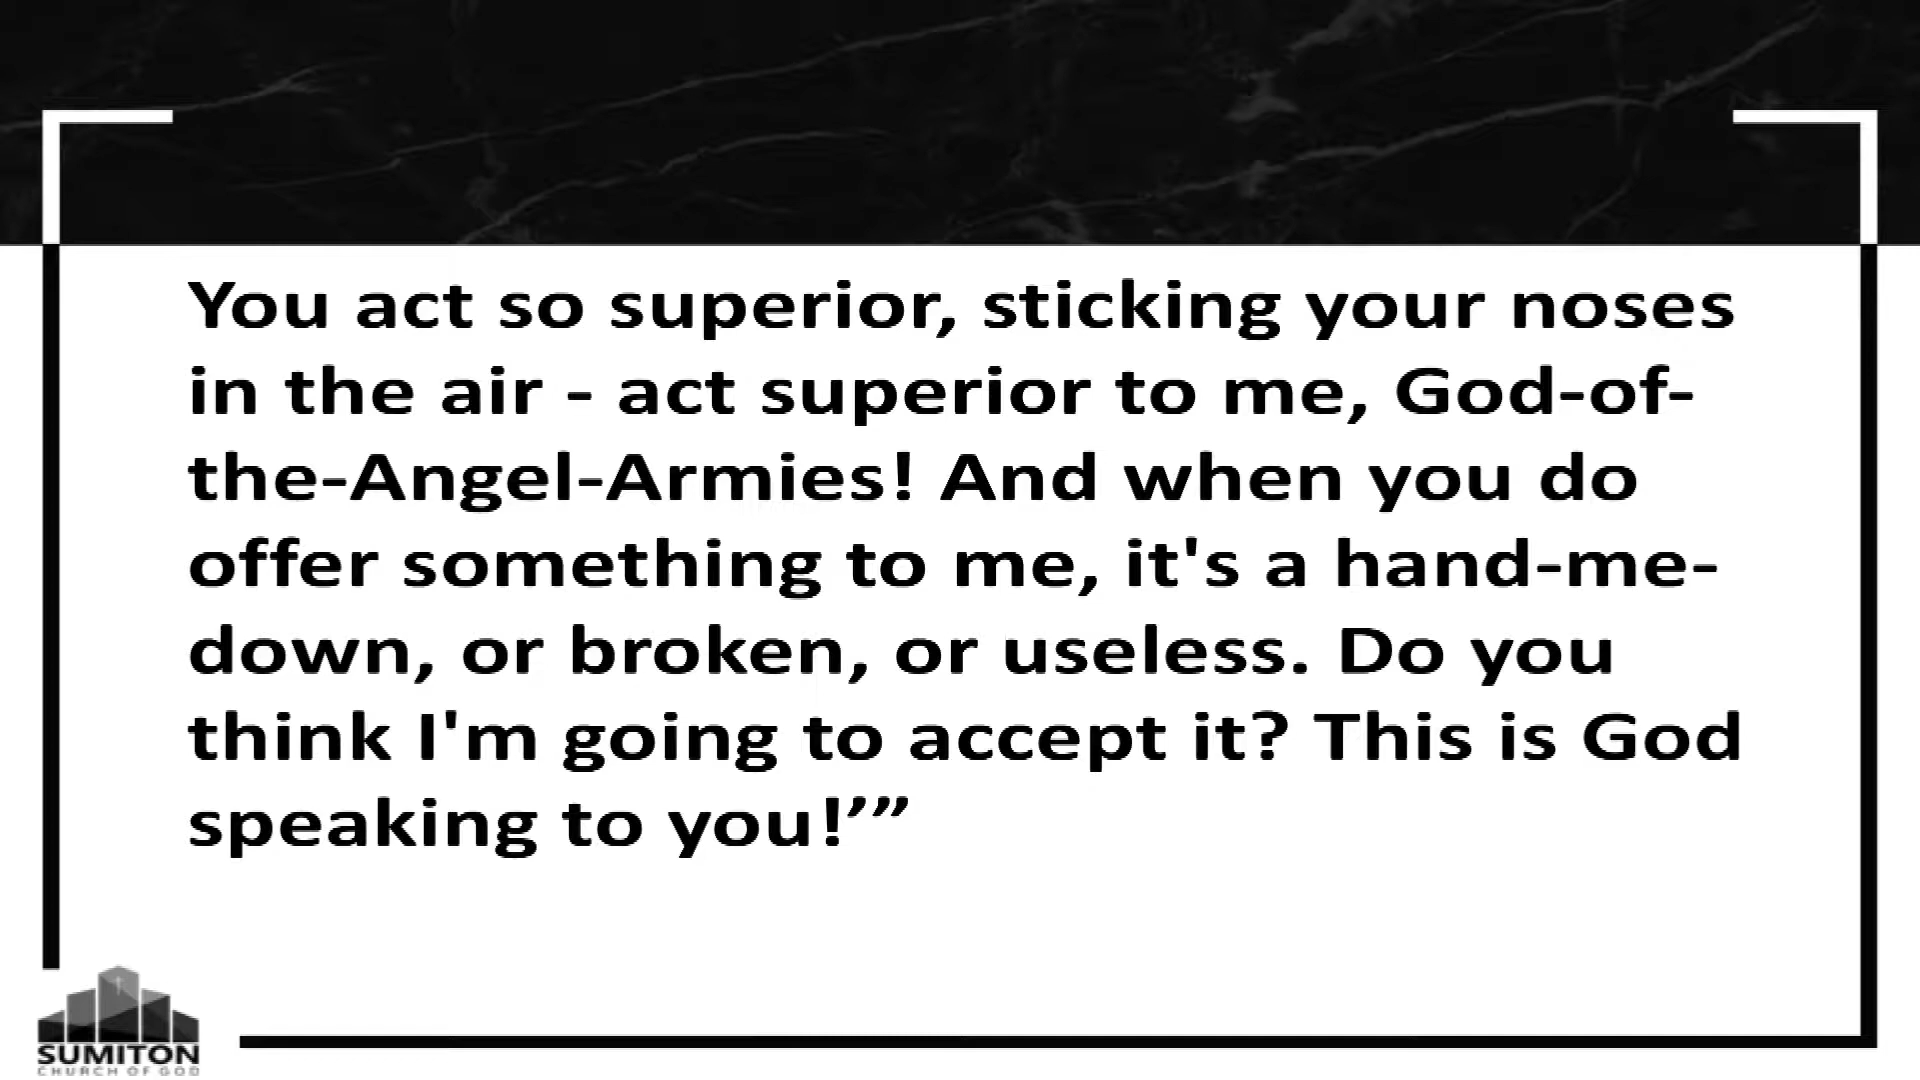 You act so superior, sticking your noses
in the air - act superior to me, God-of-
the-Angel-Armies! And when you do
offer something to me, it's a hand-me-
down, or broken, or useless. Do you
think I'm going to accept it? This is God
speaking to you!’”
SUMITON
CHURCH OF GOD